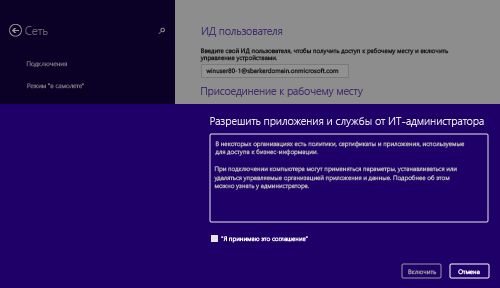 Сеть
Подключения
Режим "в самолете"
ИД пользователя
Введите свой ИД пользователя, чтобы получить доступ к рабочему месту и включить
управление устройствами.
winuser80-1@sbarkerdomain.onmicrosoft.com
Присоединение к рабочему месту
Разрешить приложения и службы от ИТ-администратора
В некоторых организациях есть политики, сертификаты и приложения, используемые
для доступа к бизнес-информации.
При подключении компьютере могут применяться параметры, устанавливаться или
удаляться управляемые организацией приложения и данные. Подробнее об этом
можно узнать у администратора.
"Я принимаю это соглашение"
Включить
Отмена